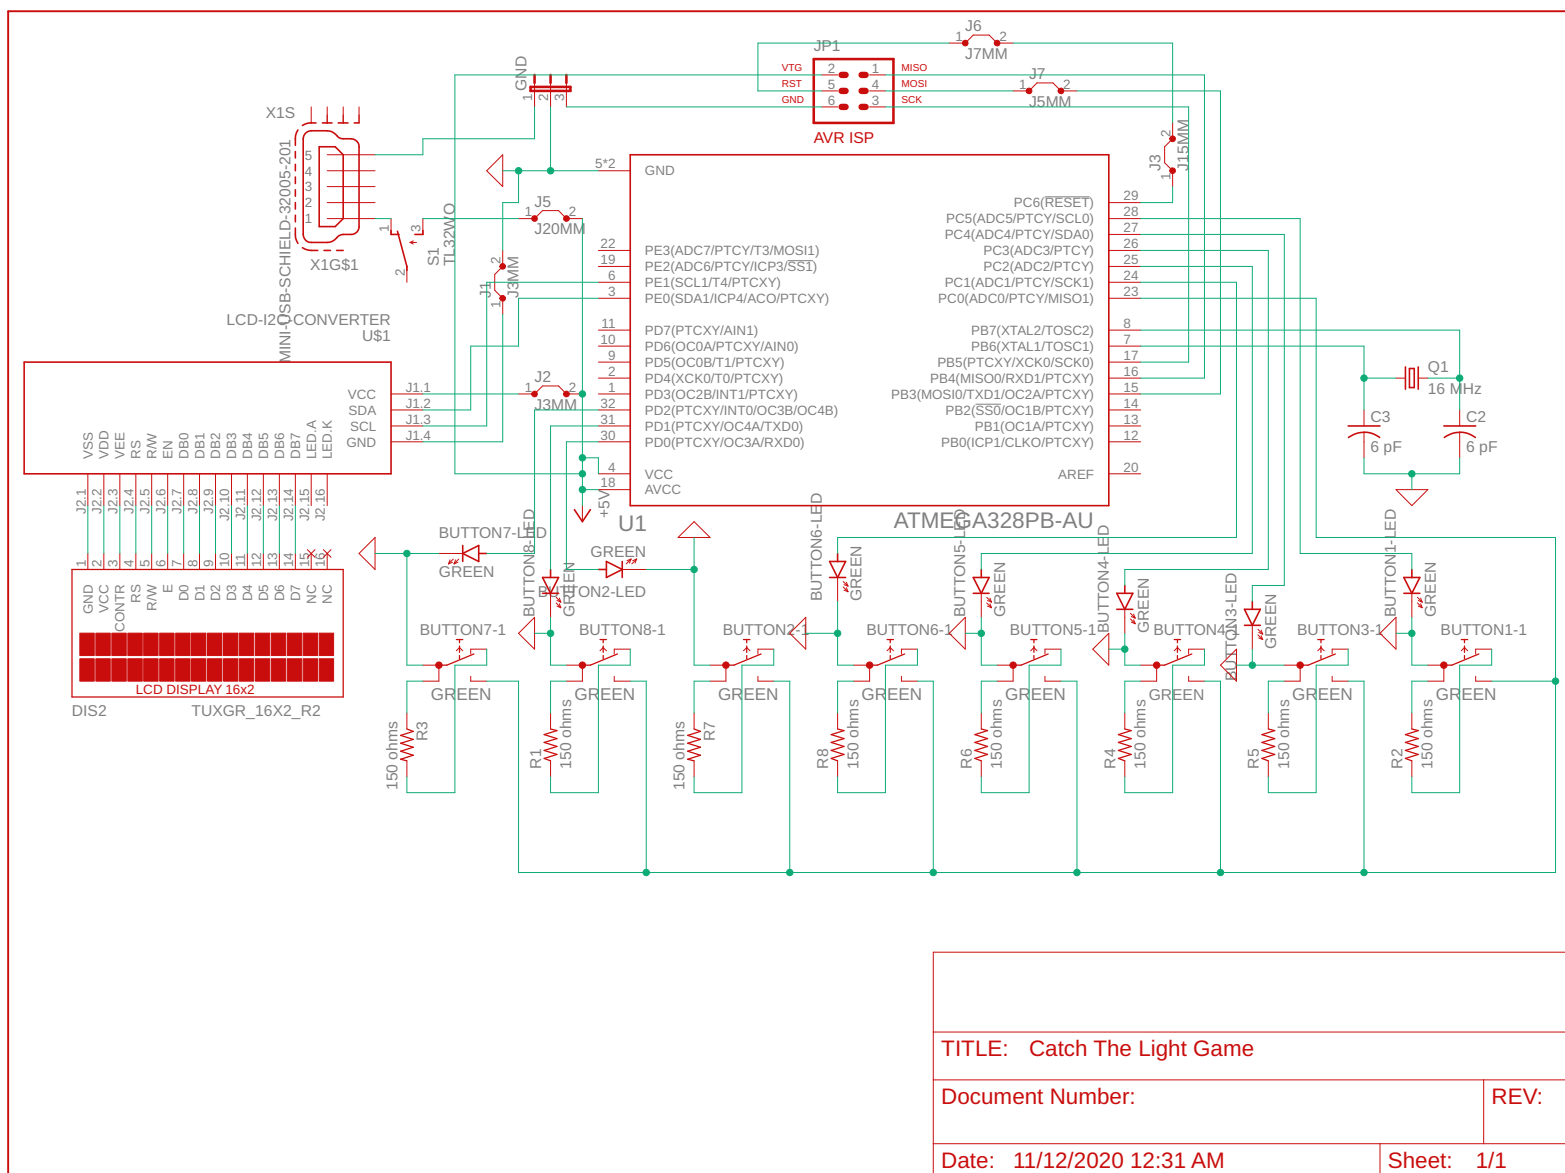 J6
1 2
J7MM
JP1
VTG 2 1 MISO
RST 5 4 MOSI
GND 6 3 SCK
AVR ISP
J7
1 2
J5MM
GND
1 2 3
X1S
5
4
3
2
1
X1G$1
MINI-USB-SCHIELD-32005-201
1 3
2
S1
TL32WO
J5
1 2
J20MM
J1
1 2
J3MM
J3
1 2
J15MM
5*2 GND
22 PE3(ADC7/PTCY/T3/MOSI1)
19 PE2(ADC6/PTCY/ICP3/SS1)
6 PE1(SCL1/T4/PTCXY)
3 PE0(SDA1/ICP4/ACO/PTCXY)
11 PD7(PTCXY/AIN1)
10 PD6(OC0A/PTCXY/AIN0)
9 PD5(OC0B/T1/PTCXY)
2 PD4(XCK0/T0/PTCXY)
1 PD3(OC2B/INT1/PTCXY)
32 PD2(PTCXY/INT0/OC3B/OC4B)
31 PD1(PTCXY/OC4A/TXD0)
30 PD0(PTCXY/OC3A/RXD0)
4 VCC
18 AVCC
PC6(RESET) 29
PC5(ADC5/PTCY/SCL0) 28
PC4(ADC4/PTCY/SDA0) 27
PC3(ADC3/PTCY) 26
PC2(ADC2/PTCY) 25
PC1(ADC1/PTCY/SCK1) 24
PC0(ADC0/PTCY/MISO1) 23
PB7(XTAL2/TOSC2) 8
PB6(XTAL1/TOSC1) 7
PB5(PTCXY/XCK0/SCK0) 17
PB4(MISO0/RXD1/PTCXY) 16
PB3(MOSI0/TXD1/OC2A/PTCXY) 15
PB2(SS0/OC1B/PTCXY) 14
PB1(OC1A/PTCXY) 13
PB0(ICP1/CLKO/PTCXY) 12
AREF 20
U1
ATMEGA328PB-AU
+5V
Q1
16 MHz
C3
6 pF
C2
6 pF
LCD-I2C-CONVERTER
U$1
J2
1 2
J3MM
VCC J1.1
SDA J1.2
SCL J1.3
GND J1.4
VSS VDD VEE RS R/W EN DB0 DB1 DB2 DB3 DB4 DB5 DB6 DB7 LED.A LED.K
J2.1 J2.2 J2.3 J2.4 J2.5 J2.6 J2.7 J2.8 J2.9 J2.10 J2.11 J2.12 J2.13 J2.14 J2.15 J2.16
1 2 3 4 5 6 7 8 9 10 11 12 13 14 15 16
GND VCC CONTR RS R/W E D0 D1 D2 D3 D4 D5 D6 D7 NC NC
LCD DISPLAY 16x2
DIS2 TUXGR_16X2_R2
BUTTON7-LED
GREEN
BUTTON8-LED
GREEN
GREEN
BUTTON2-LED
BUTTON6-LED
GREEN
BUTTON5-LED
GREEN
BUTTON4-LED
GREEN
BUTTON3-LED
GREEN
BUTTON1-LED
GREEN
BUTTON7-1 BUTTON8-1 BUTTON2-1 BUTTON6-1 BUTTON5-1 BUTTON4-1 BUTTON3-1 BUTTON1-1
GREEN GREEN GREEN GREEN GREEN GREEN GREEN GREEN
150 ohms R3
R1 150 ohms
150 ohms R7
R8 150 ohms
R6 150 ohms
R4 150 ohms
R5 150 ohms
R2 150 ohms
TITLE: Catch The Light Game
Document Number:
REV:
Date: 11/12/2020 12:31 AM
Sheet: 1/1